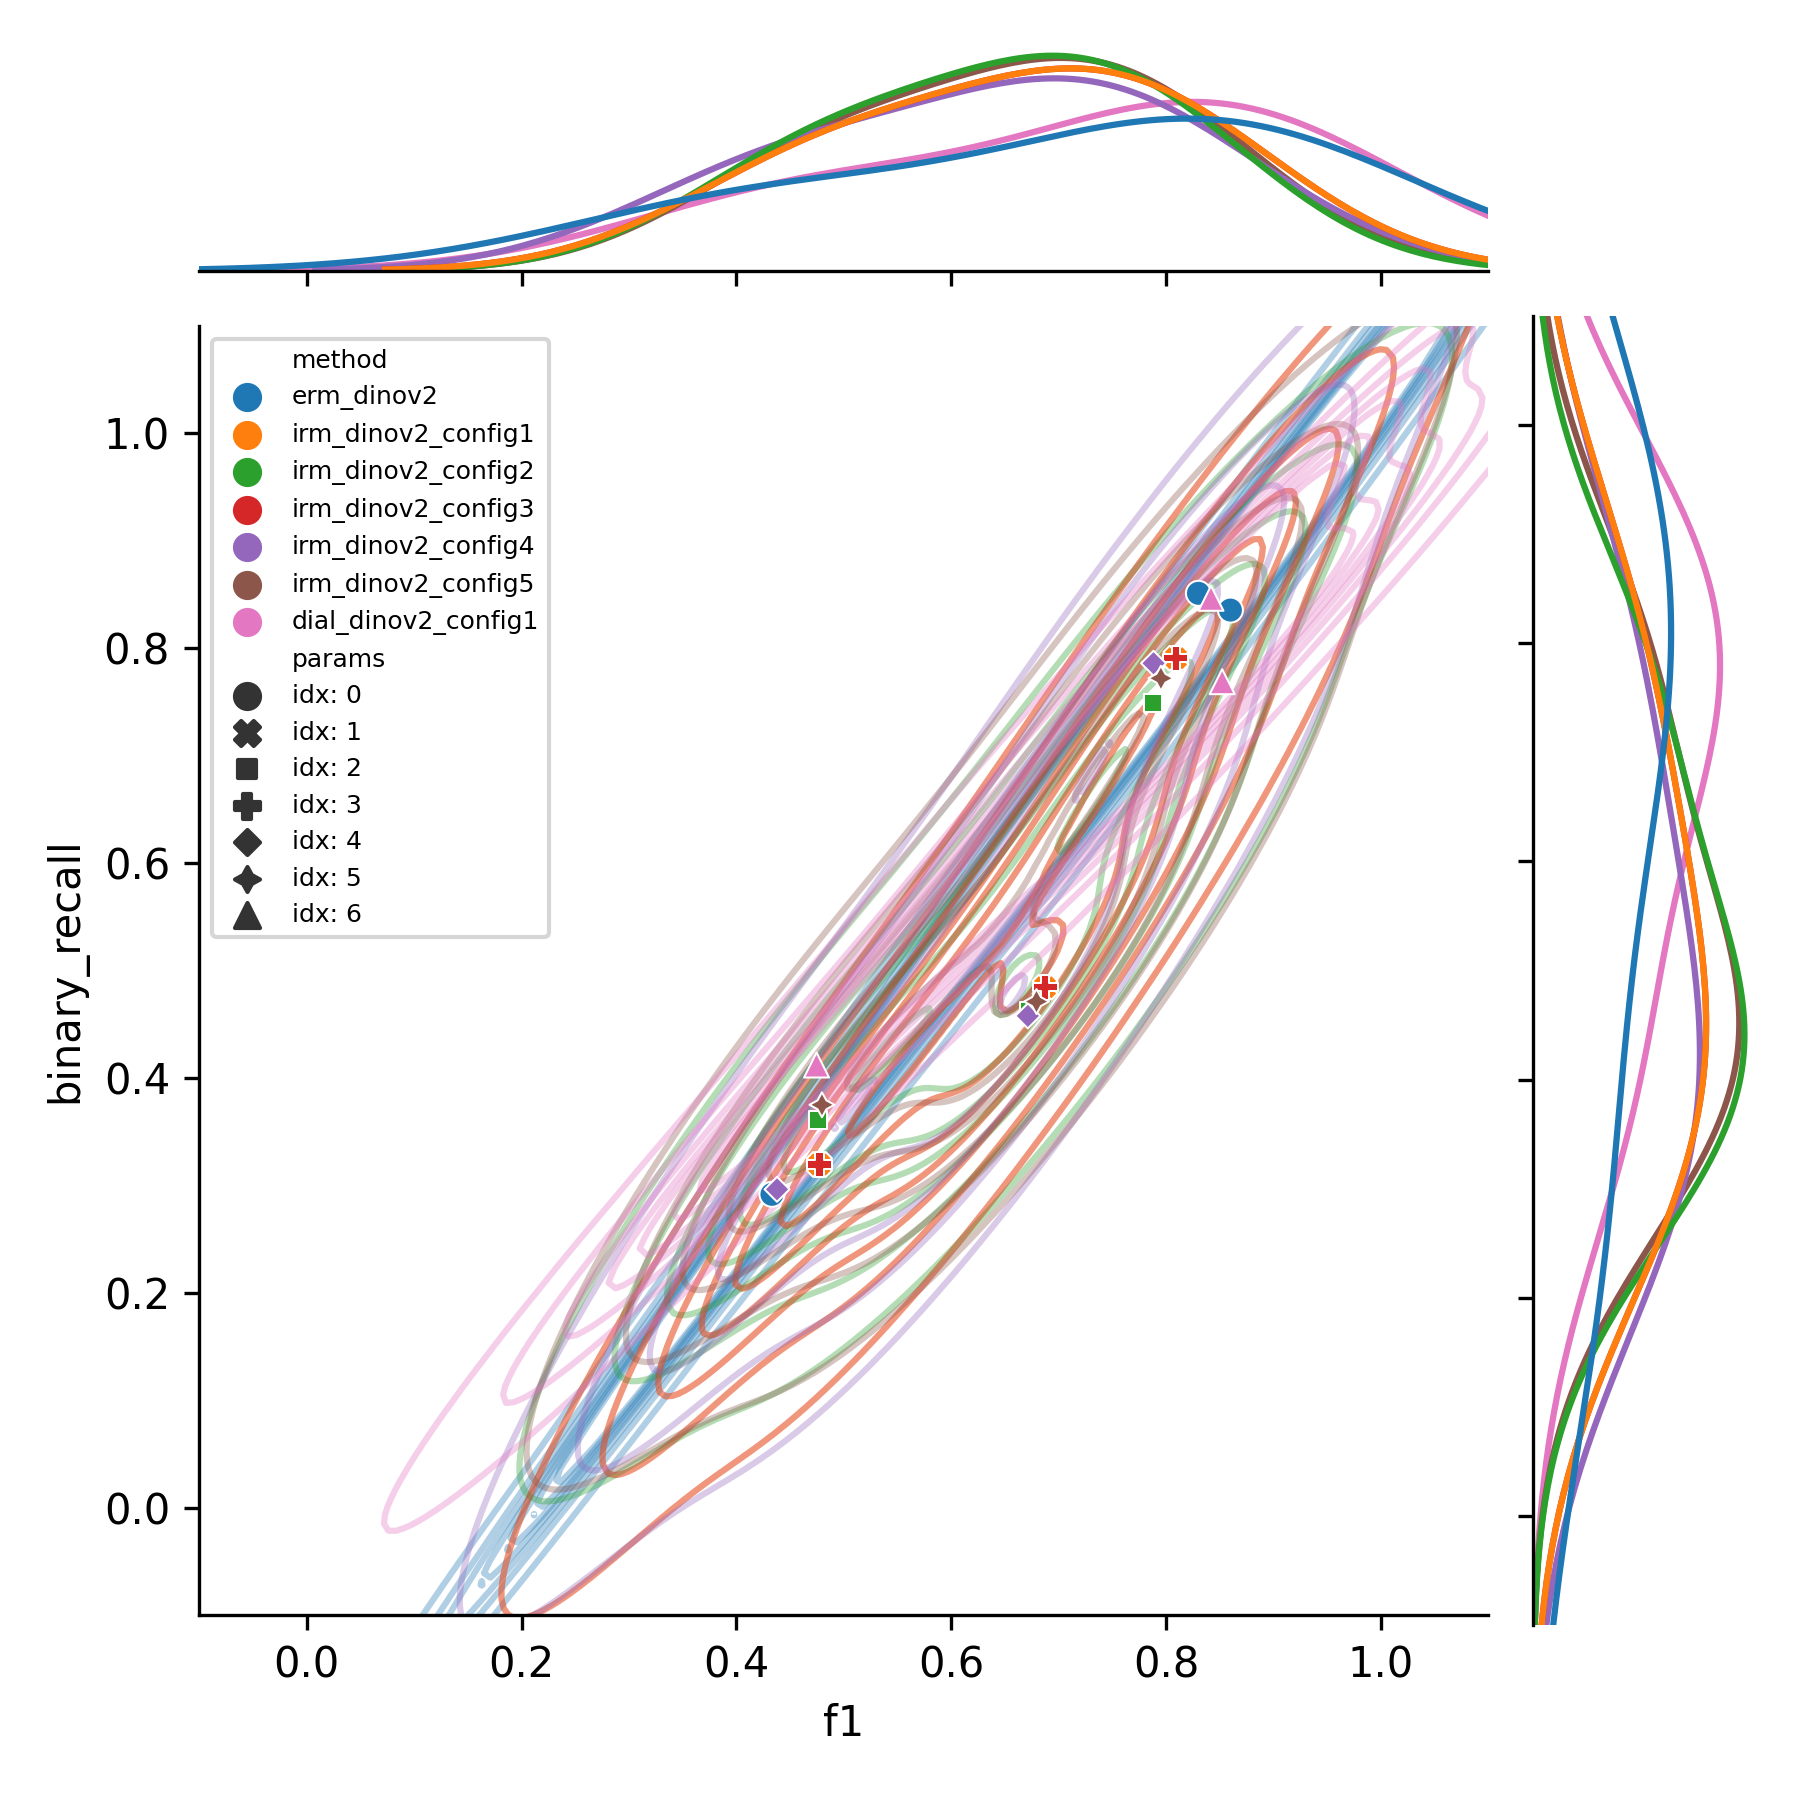 method
erm_dinov2
irm_dinov2_config1
irm_dinov2_config2
irm_dinov2_config3
irm_dinov2_config4
irm_dinov2_config5
dial_dinov2_config1
params
idx: 0
idx: 1
idx: 2
idx: 3
idx: 4
idx: 5
idx: 6
1.0
0.8
0.6
0.4
0.2
0.0
binary_recall
0.0 0.2 0.4 0.6 0.8 1.0
f1